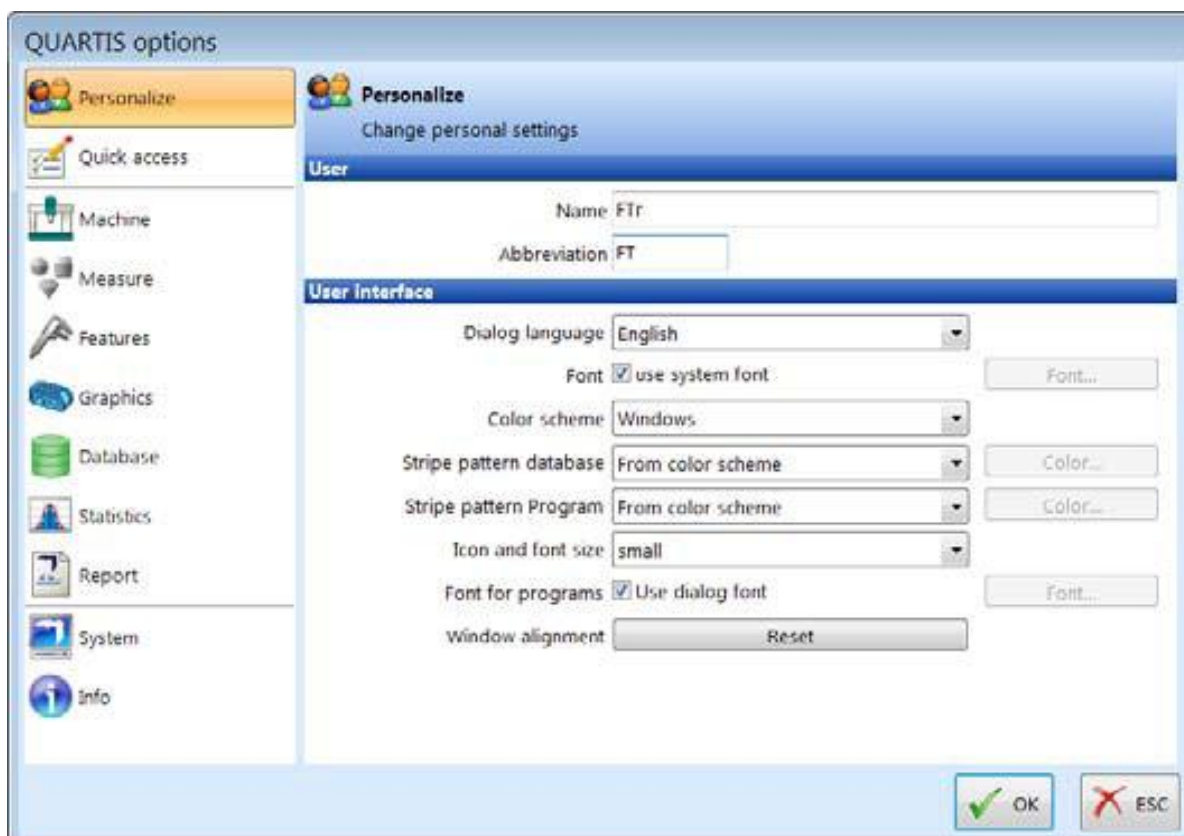 QUARTIS options
Personalize
Quick access
Machine
Measure
Features
Graphics
Database
Statistics
Report
System
Info
Personalize
Change personal settings
User
Name FTr
Abbreviation FT
User Interface
Dialog language English
Font use system font Font...
Color scheme Windows
Stripe pattern database From color scheme Color...
Stripe pattern Program From color scheme Color...
Icon and font size small
Font for programs Use dialog font Font...
Window alignment Reset
OK ESC